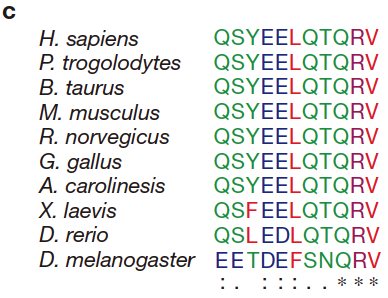 c
H. sapiens QSYEELQTQRV
P. trogolodytes QSYEELQTQRV
B. taurus QSYEELQTQRV
M. musculus QSYEELQTQRV
R. norvegicus QSYEELQTQRV
G. gallus QSYEELQTQRV
A. carolinesis QSYEELQTQRV
X. laevis QSFEELQTQRV
D. rerio QSLEDLQTQRV
D. melanogaster EETDEFSNQRV
: . : : : . . * * *